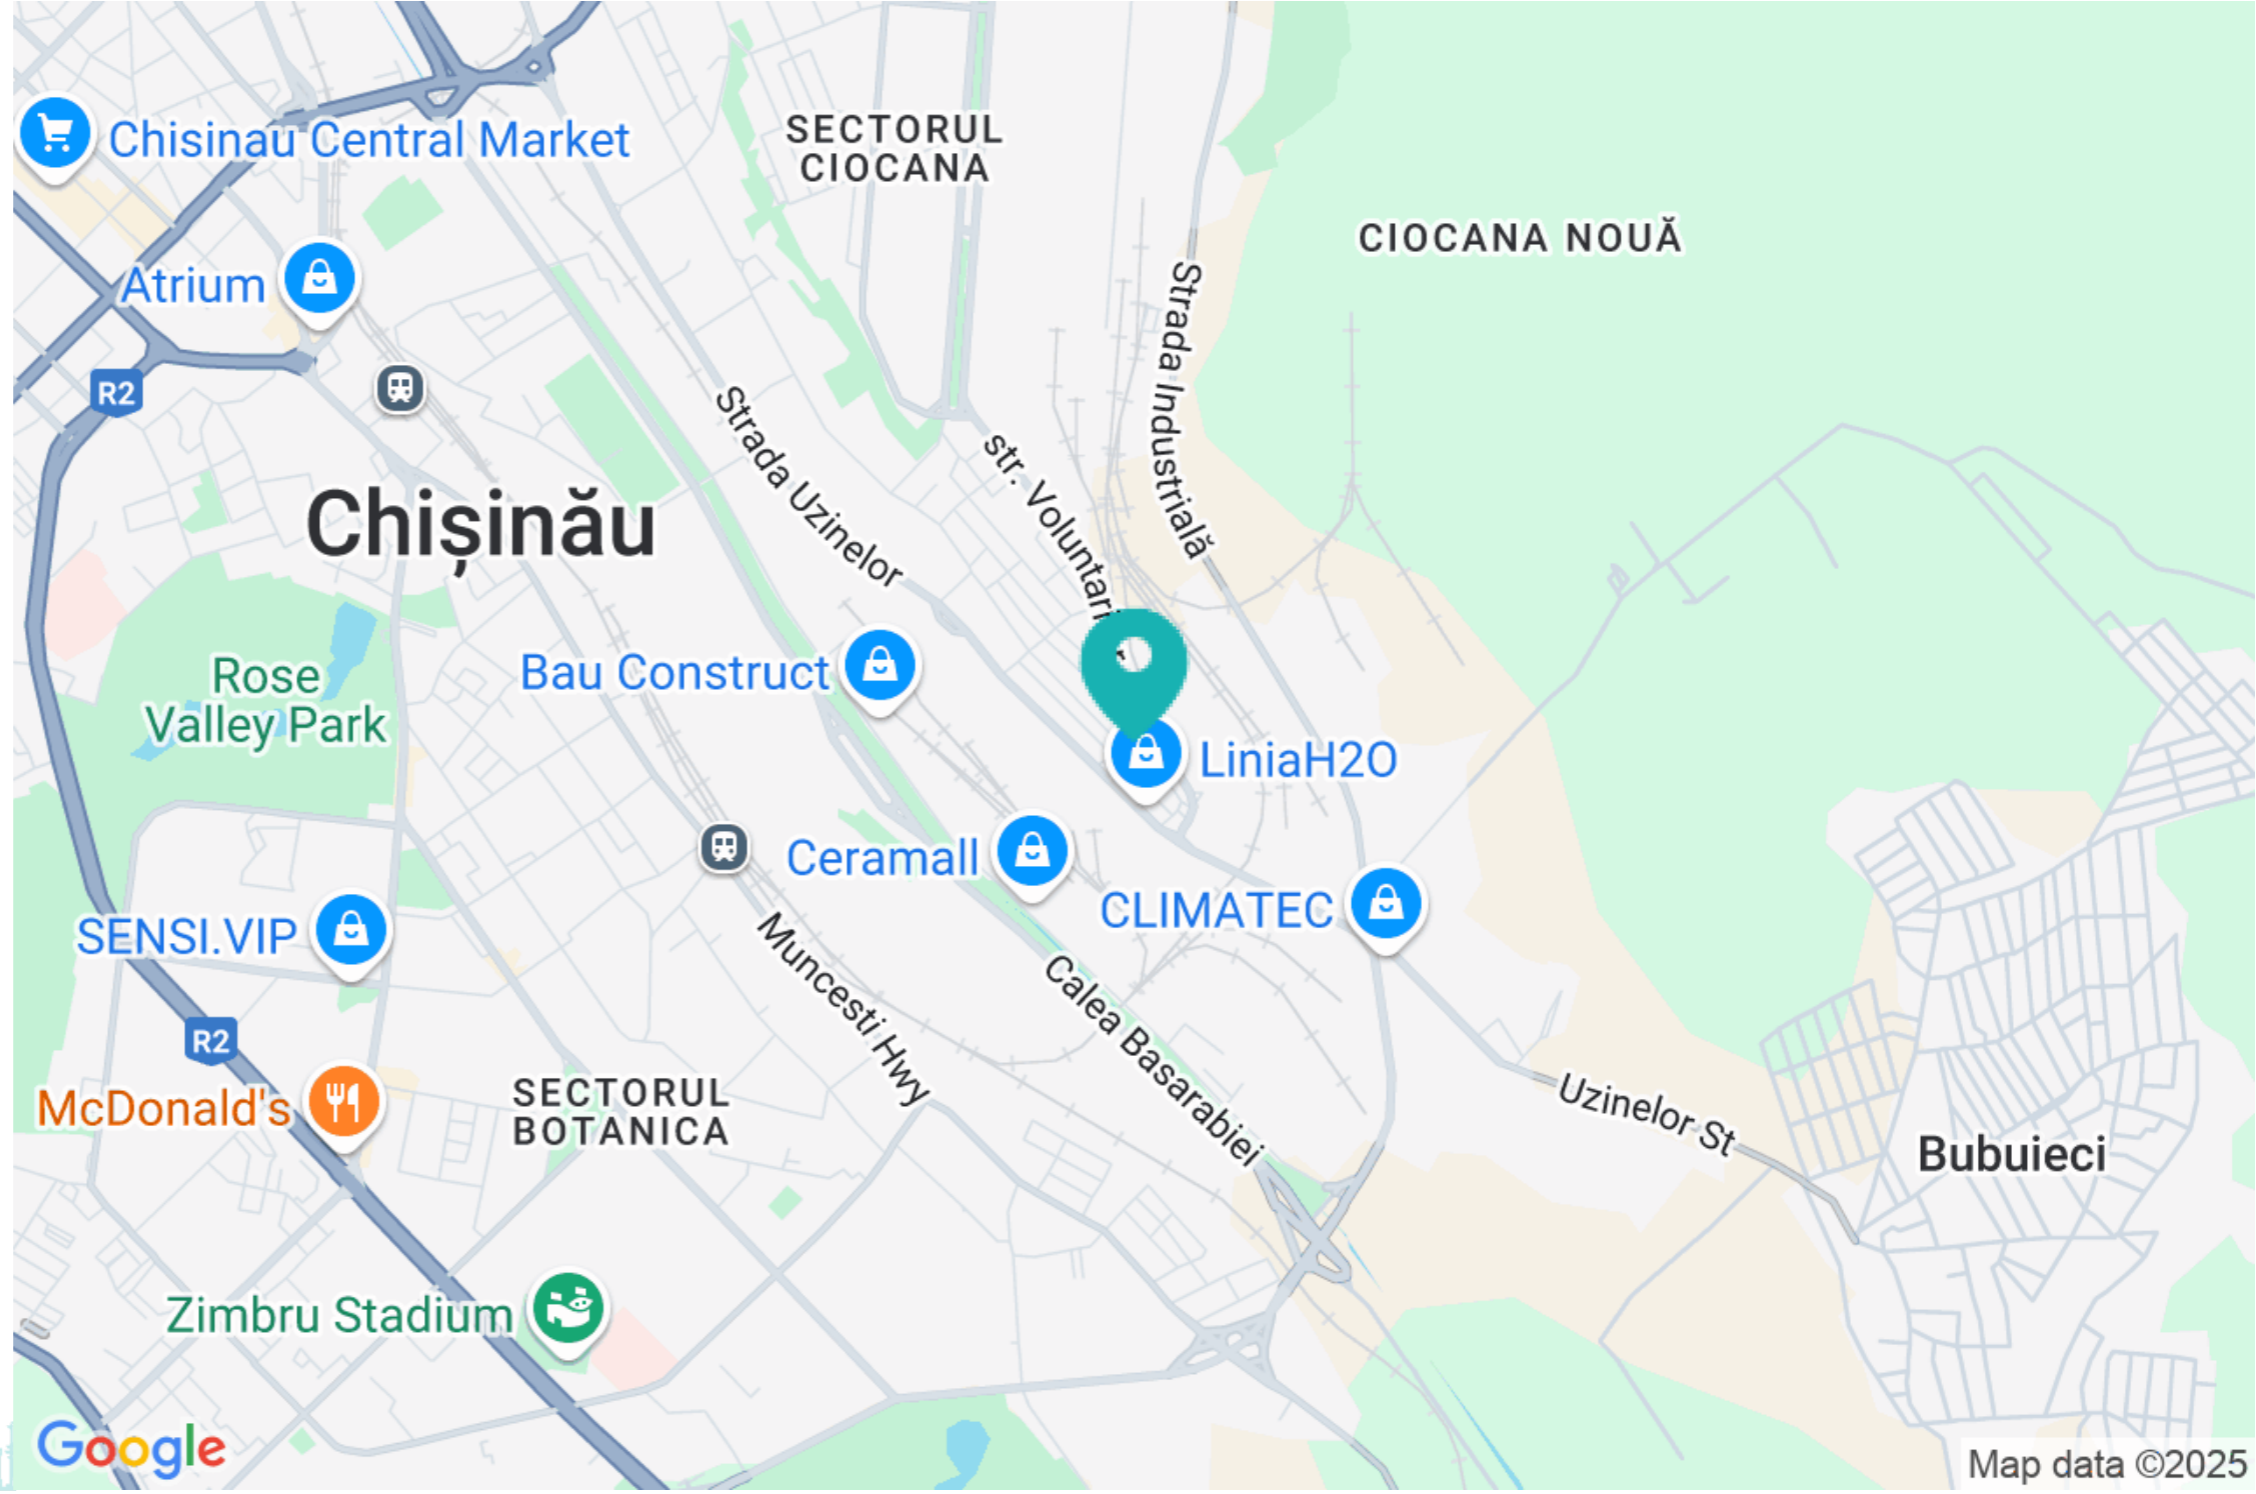 Chisinau Central Market
SECTORUL
CIOCANA
CIOCANA NOUĂ
Atrium
Strada Industrială
R2
Strada Uzinelor
str. Voluntarilor
Chișinău
Rose
Valley Park
Bau Construct
LiniaH2O
Ceramall
CLIMATEC
SENSI.VIP
Muncesti Hwy
Calea Basarabiei
R2
McDonald's
SECTORUL
BOTANICA
Uzinelor St
Bubuieci
Zimbru Stadium
Google
Map data ©2025